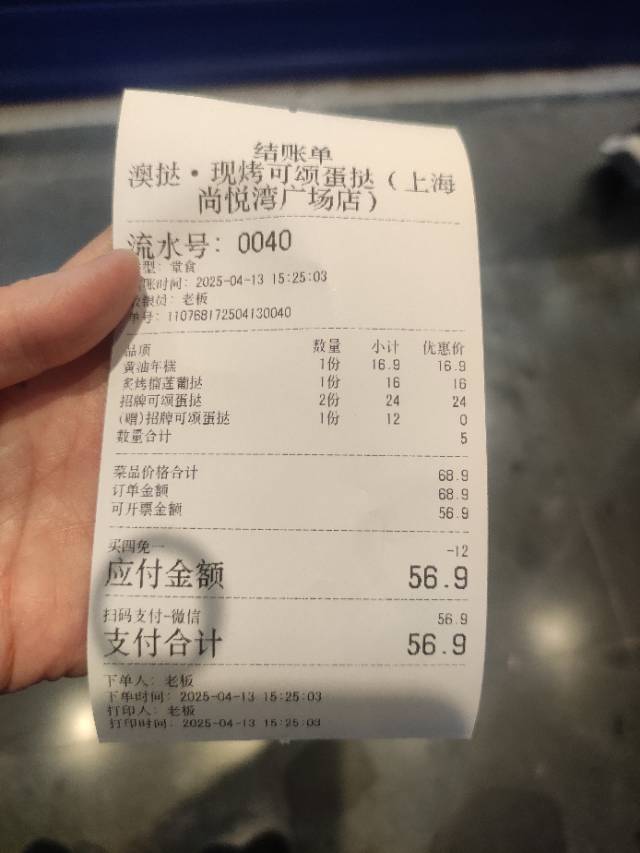 结账单
澳挞·现烤可颂蛋挞(上海
尚悦湾广场店)
流水号: 0040
型: 堂食
账时间: 2025-04-13 15:25:03
银员: 老板
单号: 110768172504130040
品项 数量 小计 优惠价
黄油年糕 1份 16.9 16.9
炙烤榴莲葡挞 1份 16 16
招牌可颂蛋挞 2份 24 24
(赠)招牌可颂蛋挞 1份 12 0
数量合计 5
菜品价格合计 68.9
订单金额 68.9
可开票金额 56.9
买四免一 -12
应付金额 56.9
扫码支付-微信 56.9
支付合计 56.9
下单人: 老板
下单时间: 2025-04-13 15:25:03
打印人: 老板
打印时间: 2025-04-13 15:25:03